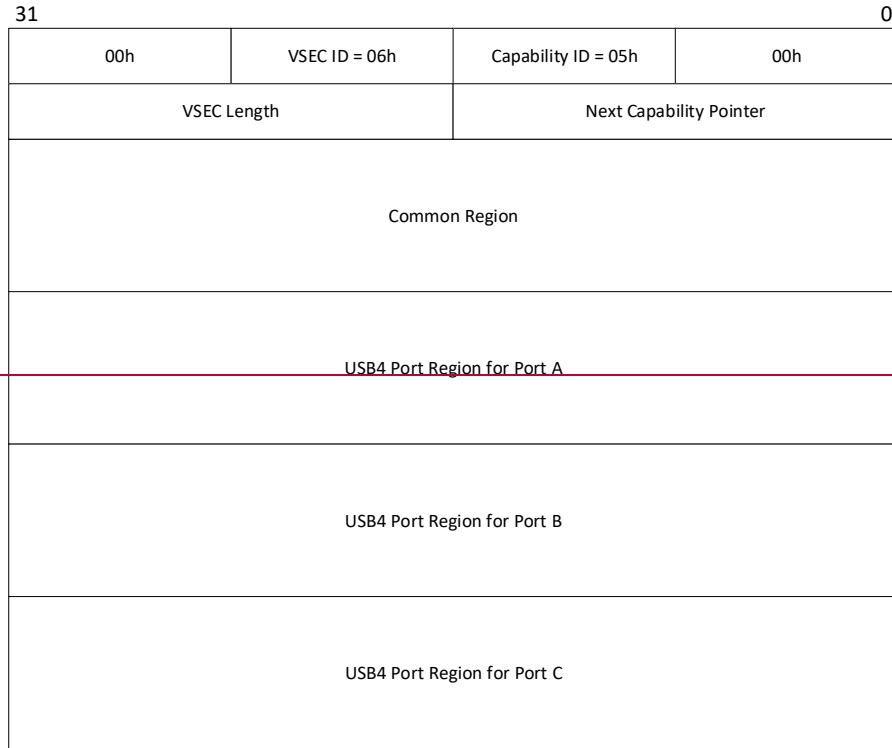 31 0
00h VSEC ID = 06h Capability ID = 05h 00h
VSEC Length Next Capability Pointer
Common Region
USB4 Port Region for Port A
USB4 Port Region for Port B
USB4 Port Region for Port C